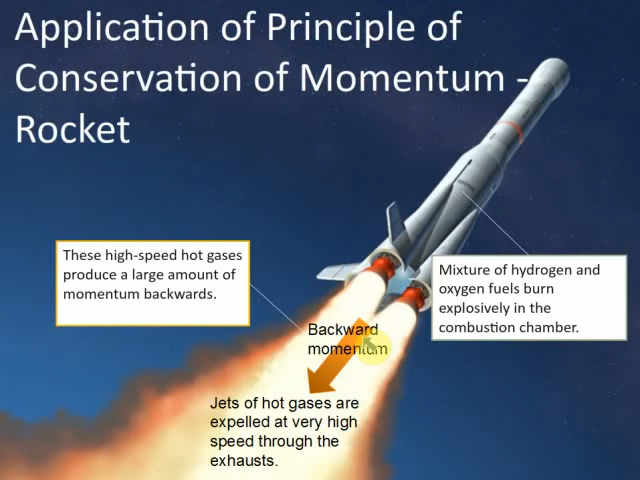 Application of Principle of
Conservation of Momentum -
Rocket
These high-speed hot gases
produce a large amount of
momentum backwards.
Mixture of hydrogen and
oxygen fuels burn
explosively in the
combustion chamber.
Backward
momentum
Jets of hot gases are
expelled at very high
speed through the
exhausts.